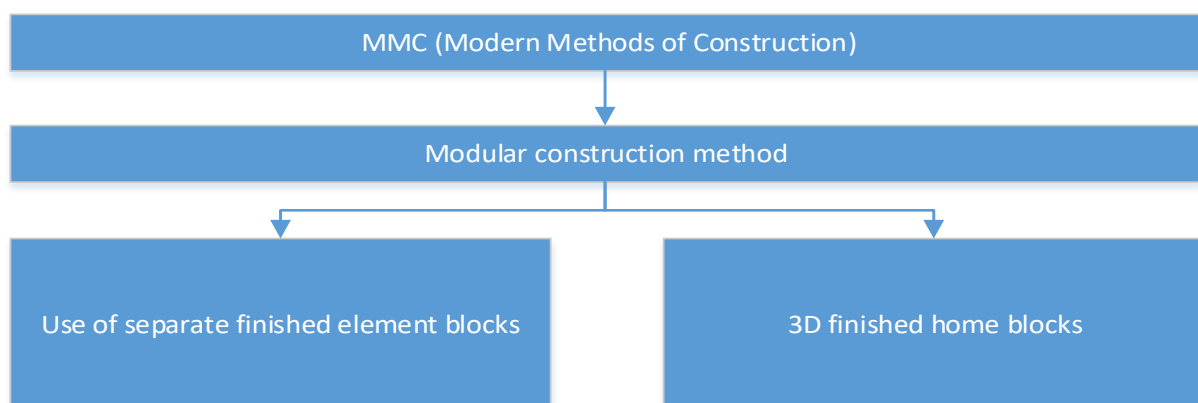 MMC (Modern Methods of Construction)
Modular construction method
Use of separate finished element blocks
3D finished home blocks